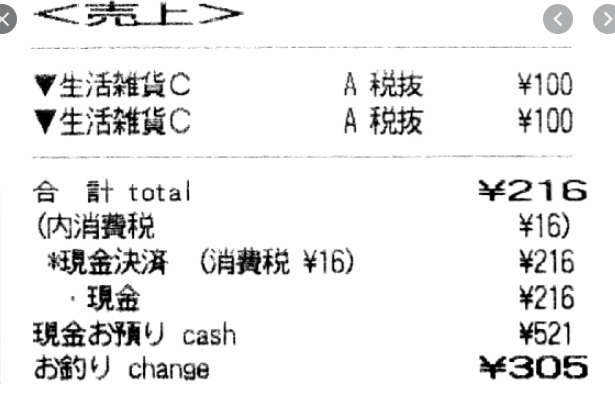 <売上>
▼生活雑貨C A 税抜 ¥100
▼生活雑貨C A 税抜 ¥100
合 計 total ¥216
(内消費税 ¥16)
*現金決済 (消費税 ¥16) ¥216
・現金 ¥216
現金お預り cash ¥521
お釣り change ¥305